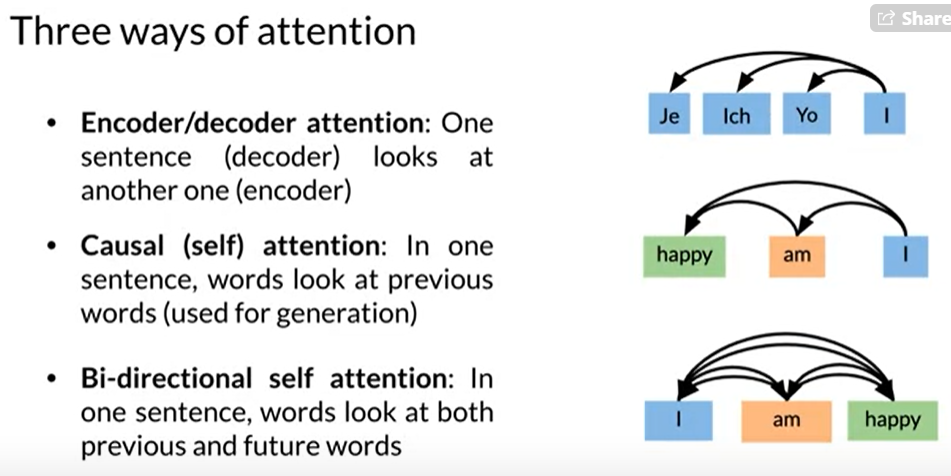 Share
Three ways of attention
• Encoder/decoder attention: One
sentence (decoder) looks at
another one (encoder)
Je Ich Yo I
• Causal (self) attention: In one
sentence, words look at previous
words (used for generation)
happy am I
• Bi-directional self attention: In
one sentence, words look at both
previous and future words
I am happy